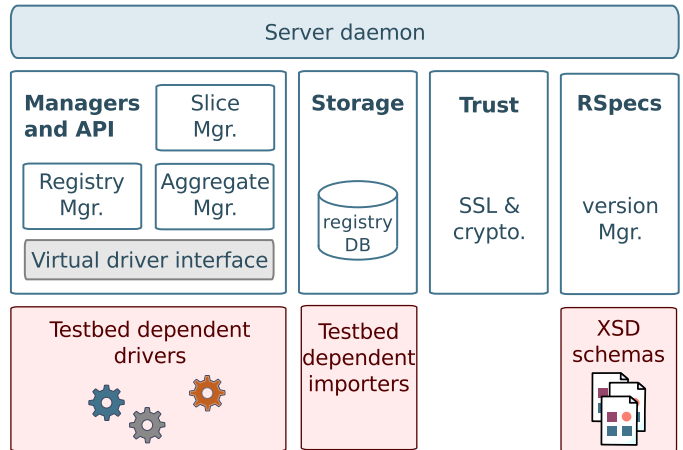 Server daemon
Managers
and API
Slice
Mgr.
Registry
Mgr.
Aggregate
Mgr.
Virtual driver interface
Storage
registry
DB
Trust
SSL &
crypto.
RSpecs
version
Mgr.
Testbed dependent
drivers
Testbed
dependent
importers
XSD
schemas